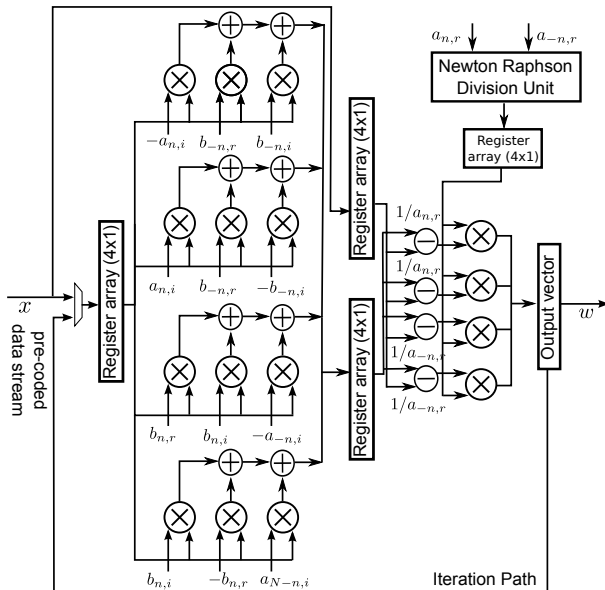 a_{n,r} a_{-n,r}
Newton Raphson
Division Unit
Register
array (4x1)
-a_{n,i} b_{-n,r} b_{-n,i}
Register array (4x1)
a_{n,i} b_{-n,r} -b_{-n,i}
1/a_{n,r}
1/a_{n,r}
x
pre-coded
data stream
Register array (4x1)
Register array (4x1)
1/a_{-n,r}
1/a_{-n,r}
Output vector
w
b_{n,r} b_{n,i} -a_{-n,i}
b_{n,i} -b_{n,r} a_{N-n,i}
Iteration Path